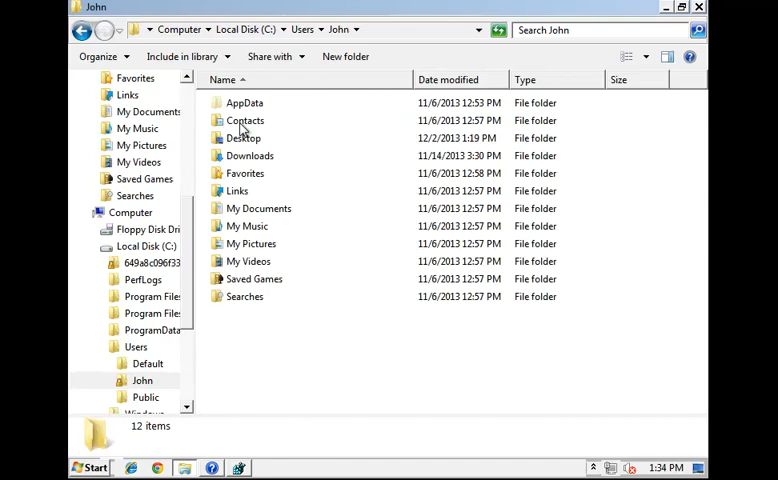 John
Computer Local Disk (C:) Users John
Search John
Organize Include in library Share with New folder
Name Date modified Type Size
AppData 11/6/2013 12:53 PM File folder
Contacts 11/6/2013 12:57 PM File folder
Desktop 12/2/2013 1:19 PM File folder
Downloads 11/14/2013 3:30 PM File folder
Favorites 11/6/2013 12:58 PM File folder
Links 11/6/2013 12:57 PM File folder
My Documents 11/6/2013 12:57 PM File folder
My Music 11/6/2013 12:57 PM File folder
My Pictures 11/6/2013 12:57 PM File folder
My Videos 11/6/2013 12:57 PM File folder
Saved Games 11/6/2013 12:57 PM File folder
Searches 11/6/2013 12:57 PM File folder
Favorites
Links
My Documents
My Music
My Pictures
My Videos
Saved Games
Searches
Computer
Floppy Disk Dri
Local Disk (C:)
649a8c096f33
PerfLogs
Program Files
Program Files
ProgramData
Users
Default
John
Public
Windows
12 items
Start
1:34 PM